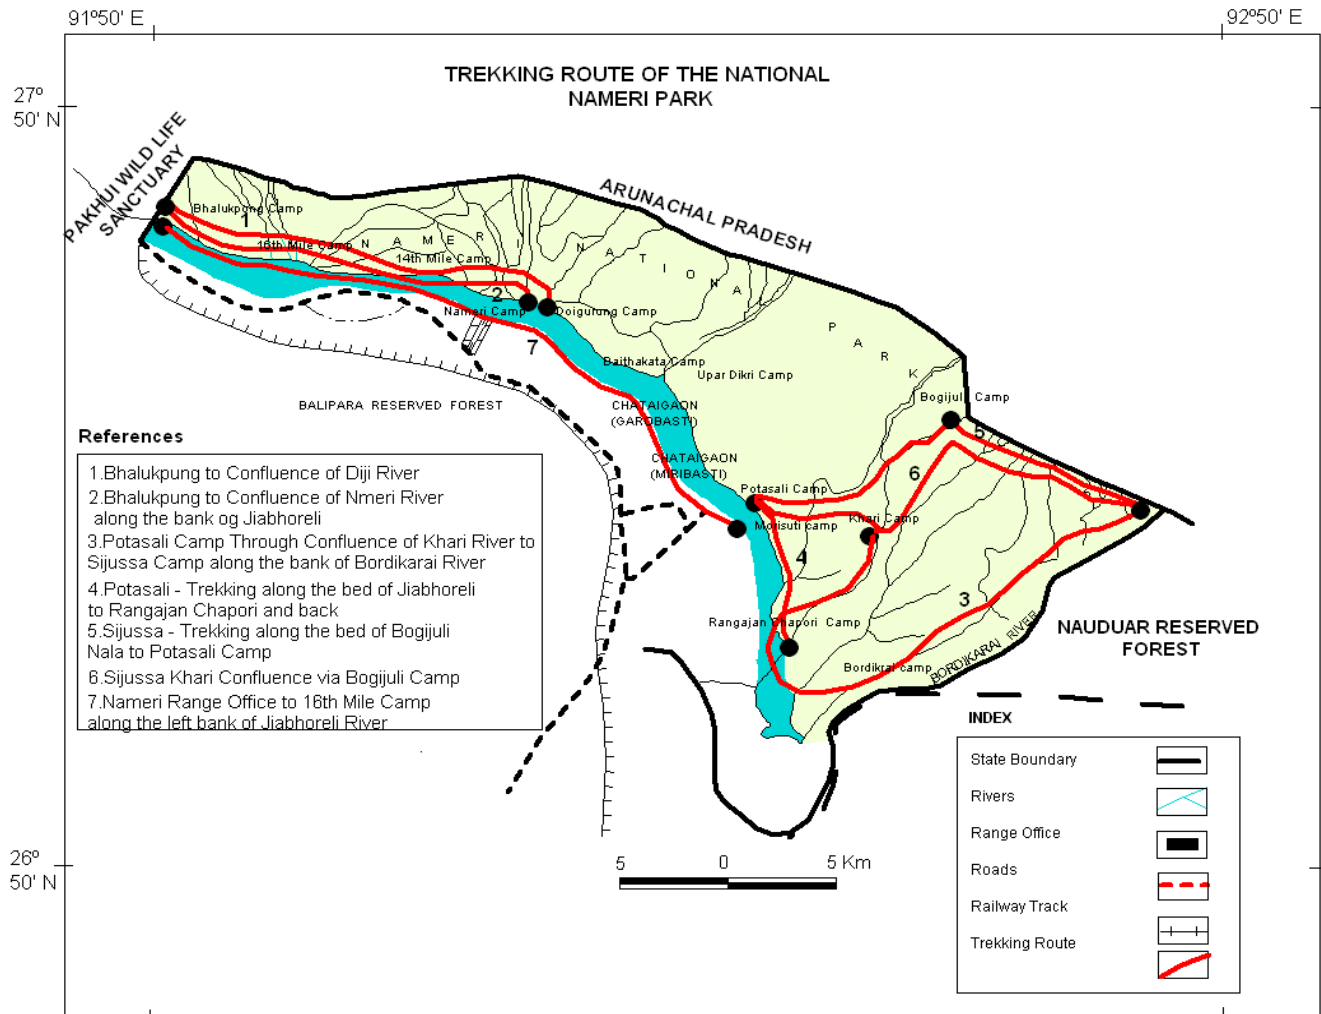 91º50' E
92º50' E
TREKKING ROUTE OF THE NATIONAL
NAMERI PARK
27º
50' N
PAKHUI WILD LIFE
SANCTUARY
ARUNACHAL PRADESH
Bhalukpong Camp
1
16th Mile Camp
NAMERI NATIONAL PARK
14th Mile Camp
2
Nameri Camp
Doigurung Camp
7
Baithakata Camp
Upar Dikri Camp
BALIPARA RESERVED FOREST
CHATAIGAON
(GAROBASTI)
Bogijuli Camp
5
CHATAIGAON
(MIRIBASTI)
6
Potasali Camp
Morisuti camp
Khari Camp
4
3
Rangajan Chapori Camp
Bordikrai camp
BORDIKARAI RIVER
NAUDUAR RESERVED
FOREST
References
1.Bhalukpung to Confluence of Diji River
2.Bhalukpung to Confluence of Nmeri River
along the bank og Jiabhoreli
3.Potasali Camp Through Confluence of Khari River to
Sijussa Camp along the bank of Bordikarai River
4.Potasali - Trekking along the bed of Jiabhoreli
to Rangajan Chapori and back
5.Sijussa - Trekking along the bed of Bogijuli
Nala to Potasali Camp
6.Sijussa Khari Confluence via Bogijuli Camp
7.Nameri Range Office to 16th Mile Camp
along the left bank of Jiabhoreli River
26º
50' N
5 0 5 Km
INDEX
State Boundary
Rivers
Range Office
Roads
Railway Track
Trekking Route